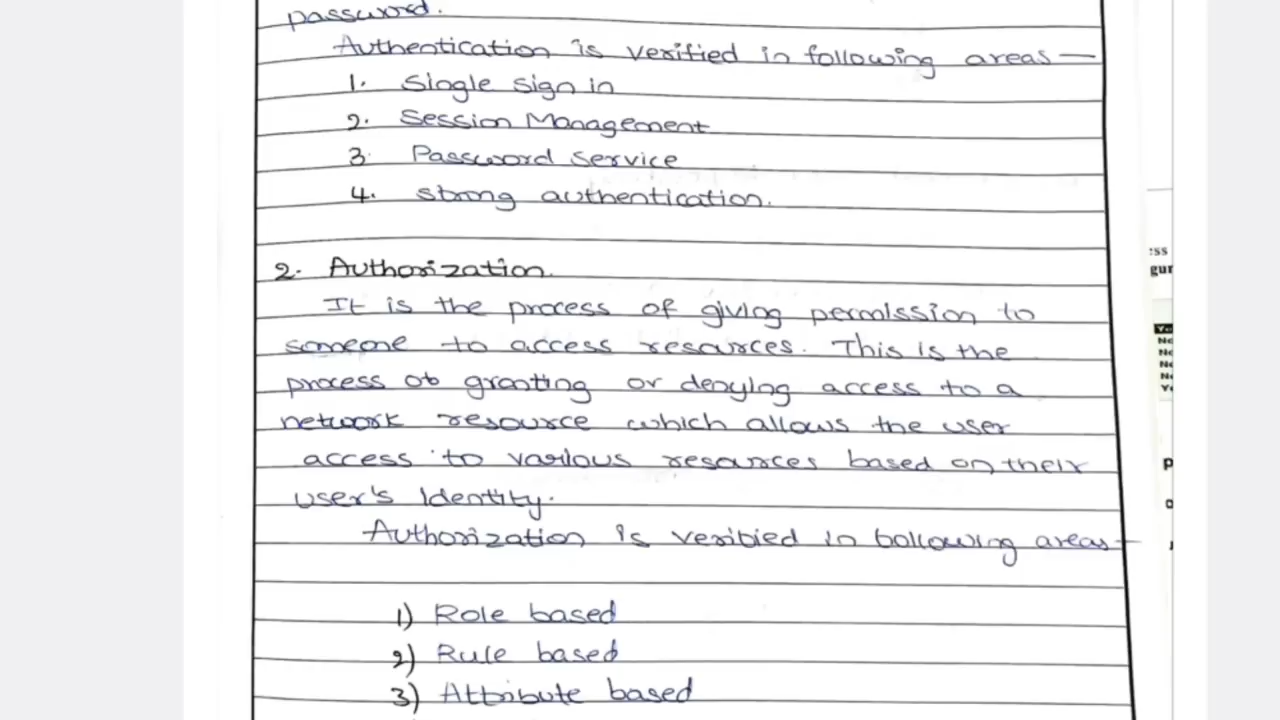 password.
Authentication is verified in following areas —
1. Single sign in
2. Session Management
3. Password service
4. strong authentication.
2. Authorization.
It is the process of giving permission to
someone to access resources. This is the
process ob granting or denying access to a
network resource which allows the user
access to various resources based on their
user's Identity.
Authorization is veribied in bollowing areas —
1) Role based
2) Rule based
3) Attribute based